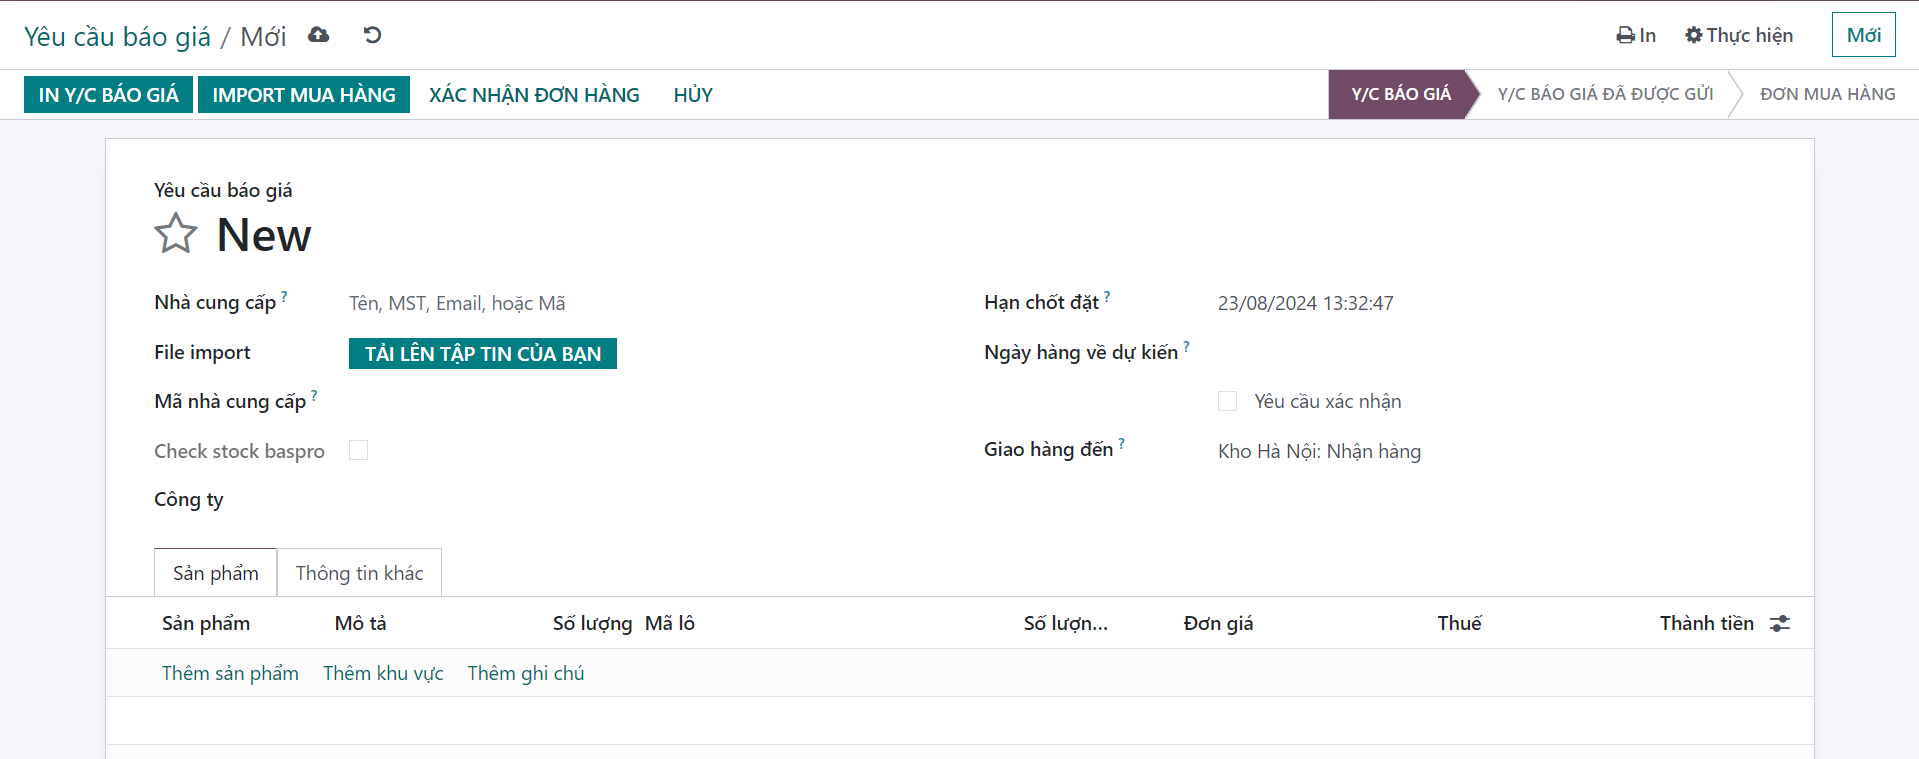 Yêu cầu báo giá / Mới
In Thực hiện Mới
IN Y/C BÁO GIÁ IMPORT MUA HÀNG XÁC NHẬN ĐƠN HÀNG HỦY
Y/C BÁO GIÁ Y/C BÁO GIÁ ĐÃ ĐƯỢC GỬI ĐƠN MUA HÀNG
Yêu cầu báo giá
New
Nhà cung cấp ? Tên, MST, Email, hoặc Mã
File import TẢI LÊN TẬP TIN CỦA BẠN
Mã nhà cung cấp ?
Check stock baspro
Công ty
Hạn chốt đặt ? 23/08/2024 13:32:47
Ngày hàng về dự kiến ?
Yêu cầu xác nhận
Giao hàng đến ? Kho Hà Nội: Nhận hàng
Sản phẩm Thông tin khác
Sản phẩm Mô tả Số lượng Mã lô Số lượn... Đơn giá Thuế Thành tiền
Thêm sản phẩm Thêm khu vực Thêm ghi chú